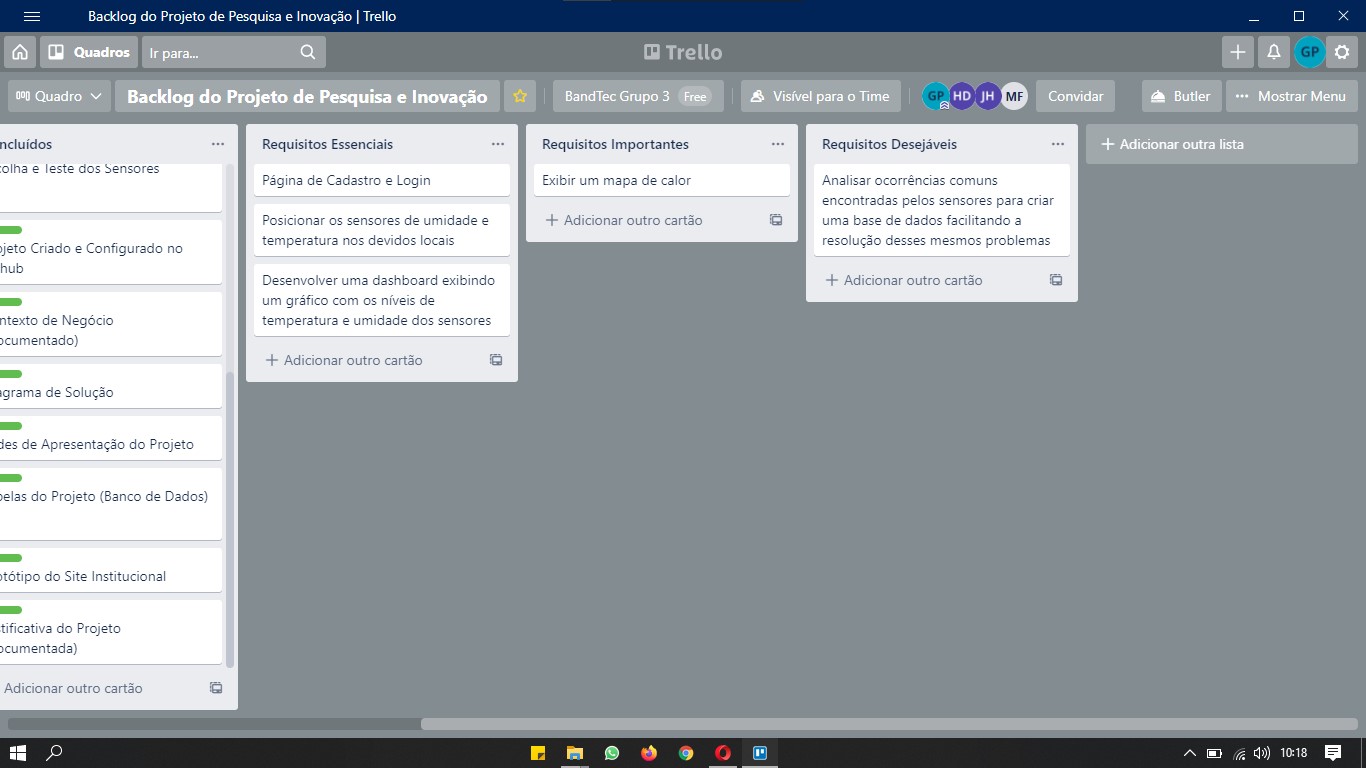 Backlog do Projeto de Pesquisa e Inovação | Trello
Quadros
Ir para...
Trello
GP
Quadro
Backlog do Projeto de Pesquisa e Inovação
BandTec Grupo 3 Free
Visível para o Time
GP HD JH MF
Convidar
Butler
Mostrar Menu
ncluídos
colha e Teste dos Sensores
ojeto Criado e Configurado no
hub
ntexto de Negócio
ocumentado)
agrama de Solução
des de Apresentação do Projeto
belas do Projeto (Banco de Dados)
otótipo do Site Institucional
stificativa do Projeto
ocumentada)
Adicionar outro cartão
Requisitos Essenciais
Página de Cadastro e Login
Posicionar os sensores de umidade e
temperatura nos devidos locais
Desenvolver uma dashboard exibindo
um gráfico com os níveis de
temperatura e umidade dos sensores
Adicionar outro cartão
Requisitos Importantes
Exibir um mapa de calor
Adicionar outro cartão
Requisitos Desejáveis
Analisar ocorrências comuns
encontradas pelos sensores para criar
uma base de dados facilitando a
resolução desses mesmos problemas
Adicionar outro cartão
Adicionar outra lista
10:18